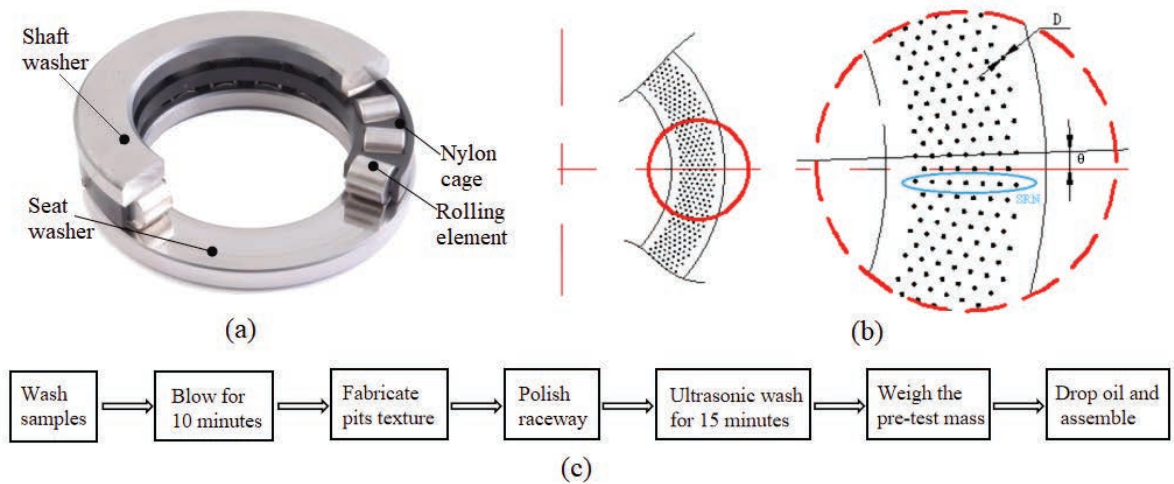 Shaft
washer
Nylon
cage
Seat
washer
Rolling
element
(a)
D
θ
SRN
(b)
Wash
samples
Blow for
10 minutes
Fabricate
pits texture
Polish
raceway
Ultrasonic wash
for 15 minutes
Weigh the
pre-test mass
Drop oil and
assemble
(c)